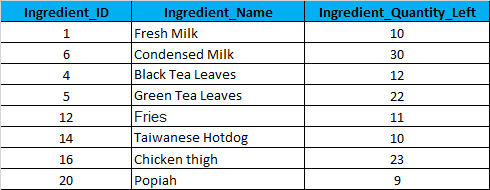 Ingredient_ID Ingredient_Name Ingredient_Quantity_Left
1 Fresh Milk 10
6 Condensed Milk 30
4 Black Tea Leaves 12
5 Green Tea Leaves 22
12 Fries 11
14 Taiwanese Hotdog 10
16 Chicken thigh 23
20 Popiah 9